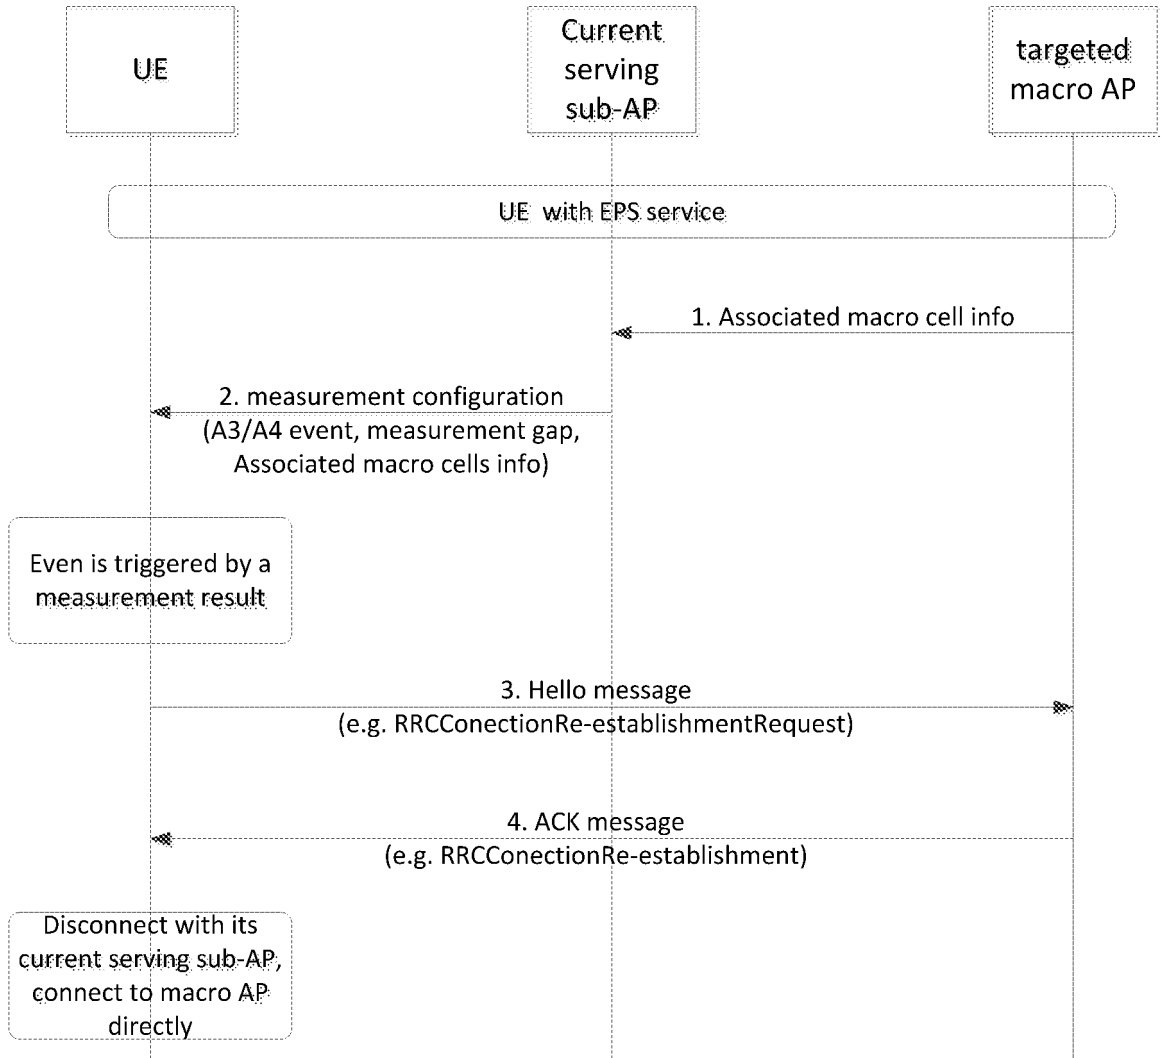 UE
Current
serving
sub-AP
targeted
macro AP
UE with EPS service
1. Associated macro cell info
2. measurement configuration
(A3/A4 event, measurement gap,
Associated macro cells info)
Even is triggered by a
measurement result
3. Hello message
(e.g. RRCConectionRe-establishmentRequest)
4. ACK message
(e.g. RRCConectionRe-establishment)
Disconnect with its
current serving sub-AP,
connect to macro AP
directly